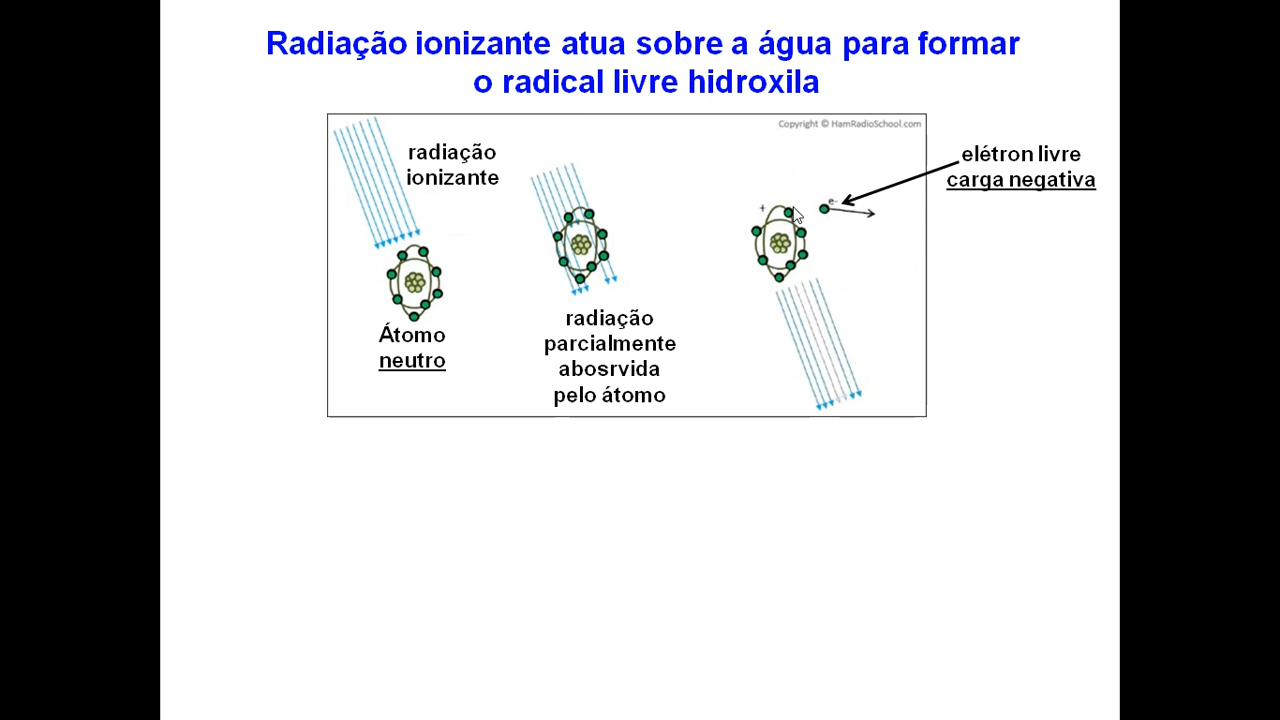 Radiação ionizante atua sobre a água para formar
o radical livre hidroxila
Copyright © HamRadioSchool.com
radiação
ionizante
elétron livre
carga negativa
+
e-
Átomo
neutro
radiação
parcialmente
abosrvida
pelo átomo